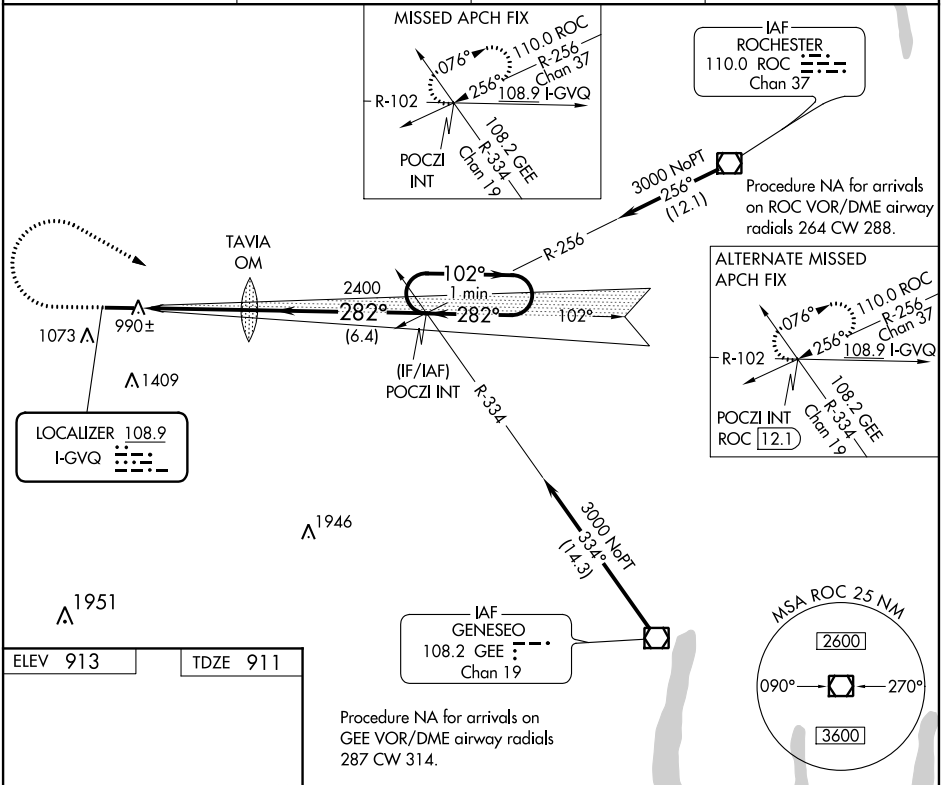 MISSED APCH FIX
076°
110.0 ROC
R-256
Chan 37
256°
R-102
108.9 I-GVQ
POCZI
INT
108.2 GEE
R-334
Chan 19
IAF
ROCHESTER
110.0 ROC
Chan 37
3000 NoPT
256°
(12.1)
R-256
Procedure NA for arrivals
on ROC VOR/DME airway
radials 264 CW 288.
TAVIA
OM
2400
282°
(6.4)
102°
1 min
282°
102°
(IF/IAF)
POCZI INT
R-334
990±
1073
1409
LOCALIZER 108.9
I-GVQ
ALTERNATE MISSED
APCH FIX
076°
110.0 ROC
R-256
Chan 37
256°
R-102
108.9 I-GVQ
POCZI INT
ROC 12.1
108.2 GEE
R-334
Chan 19
3000 NoPT
334°
(14.3)
1946
1951
IAF
GENESEO
108.2 GEE
Chan 19
MSA ROC 25 NM
2600
090°
270°
3600
ELEV 913
TDZE 911
Procedure NA for arrivals on
GEE VOR/DME airway radials
287 CW 314.